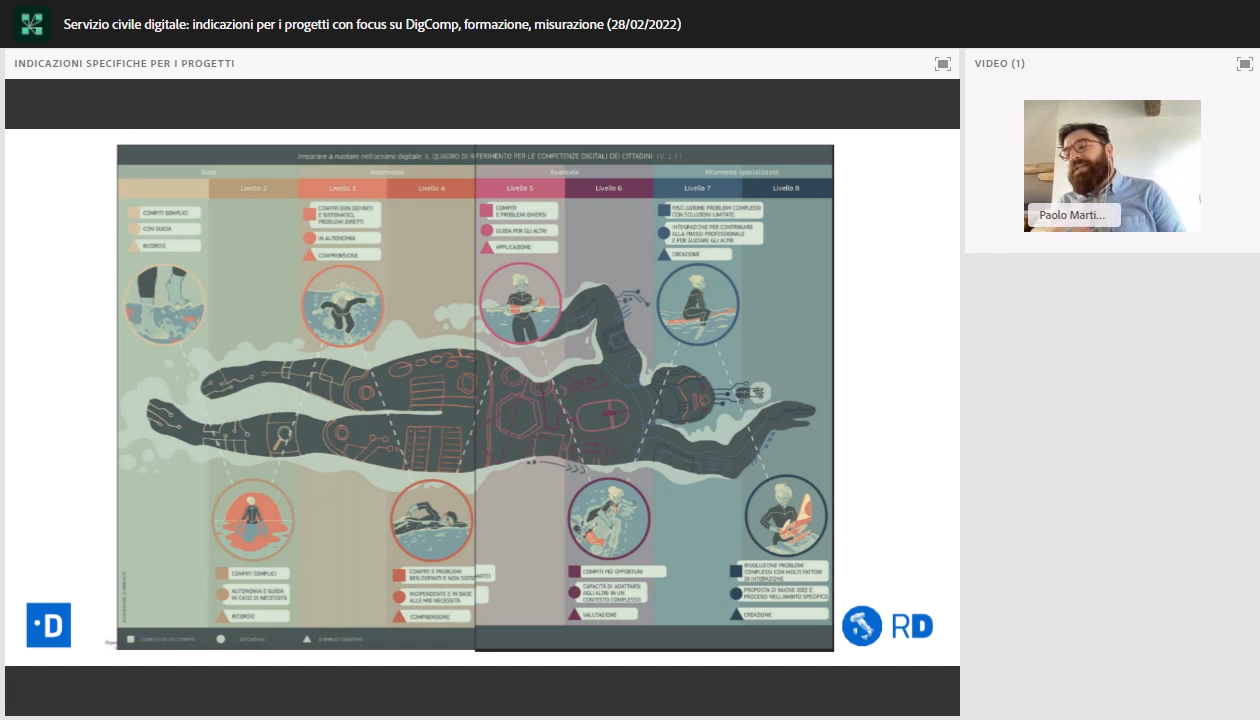 Servizio civile digitale: indicazioni per i progetti con focus su DigComp, formazione, misurazione (28/02/2022)
INDICAZIONI SPECIFICHE PER I PROGETTI
VIDEO (1)
Paolo Marti...
Imparare a nuotare nell'oceano digitale: IL QUADRO DI RIFERIMENTO PER LE COMPETENZE DIGITALI DEI CITTADINI (V. 2.1)
Base
Intermedio
Avanzato
Altamente specializzato
Livello 2
Livello 3
Livello 4
Livello 5
Livello 6
Livello 7
Livello 8
COMPITI SEMPLICI
CON GUIDA
RICORDO
COMPITI BEN DEFINITI
E SISTEMATICI,
PROBLEMI DIRETTI
IN AUTONOMIA
COMPRENSIONE
COMPITI
E PROBLEMI DIVERSI
GUIDA PER GLI ALTRI
APPLICAZIONE
RISOLUZIONE PROBLEMI COMPLESSI
CON SOLUZIONI LIMITATE
INTEGRAZIONE PER CONTRIBUIRE
ALLA PRASSI PROFESSIONALE
E PER GUIDARE GLI ALTRI
CREAZIONE
COMPITI SEMPLICI
AUTONOMIA E GUIDA
IN CASO DI NECESSITÀ
RICORDO
COMPITI E PROBLEMI
BEN DEFINITI E NON SISTEMATICI
INDIPENDENTE E IN BASE
ALLE MIE NECESSITÀ
COMPRENSIONE
COMPITI PIÙ OPPORTUNI
CAPACITÀ DI ADATTARSI
AGLI ALTRI IN UN
CONTESTO COMPLESSO
VALUTAZIONE
RISOLUZIONE PROBLEMI
COMPLESSI CON MOLTI FATTORI
DI INTERAZIONE
PROPOSTA DI NUOVE IDEE E
PROCESSI NELL'AMBITO SPECIFICO
CREAZIONE
COMPLESSITÀ DEI COMPITI
AUTONOMIA
DOMINIO COGNITIVO
·D
RD